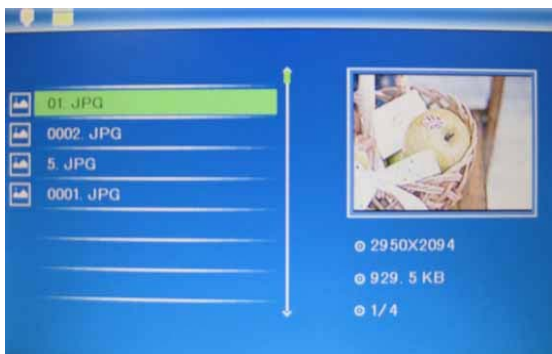 01. JPG
0002. JPG
5. JPG
0001. JPG
2950X2094
929. 5 KB
1/4